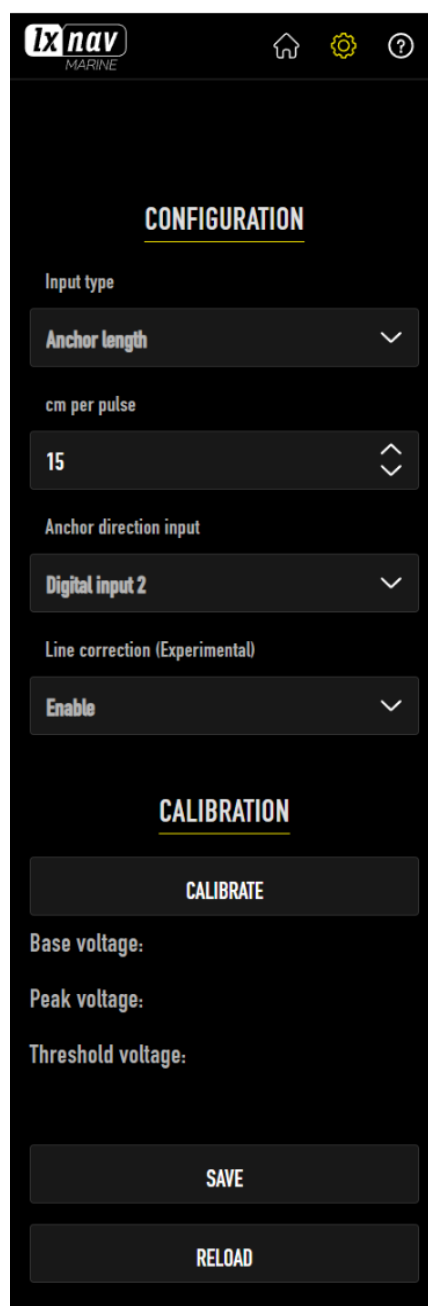 lx nav
MARINE
?
CONFIGURATION
Input type
Anchor length
cm per pulse
15
Anchor direction input
Digital input 2
Line correction (Experimental)
Enable
CALIBRATION
CALIBRATE
Base voltage:
Peak voltage:
Threshold voltage:
SAVE
RELOAD